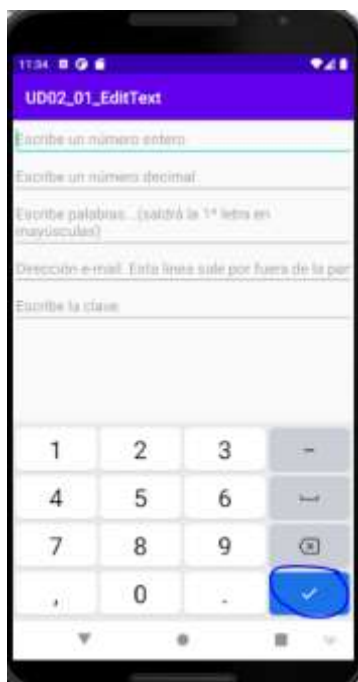 11:34
UD02_01_EditText
Escribe un número entero
Escribe un número decimal
Escribe palabras...(saldrá la 1ª letra en
mayúsculas)
Dirección e-mail. Esta linea sale por fuera de la pan
Escribe la clave
1 2 3 -
4 5 6
7 8 9
, 0 .